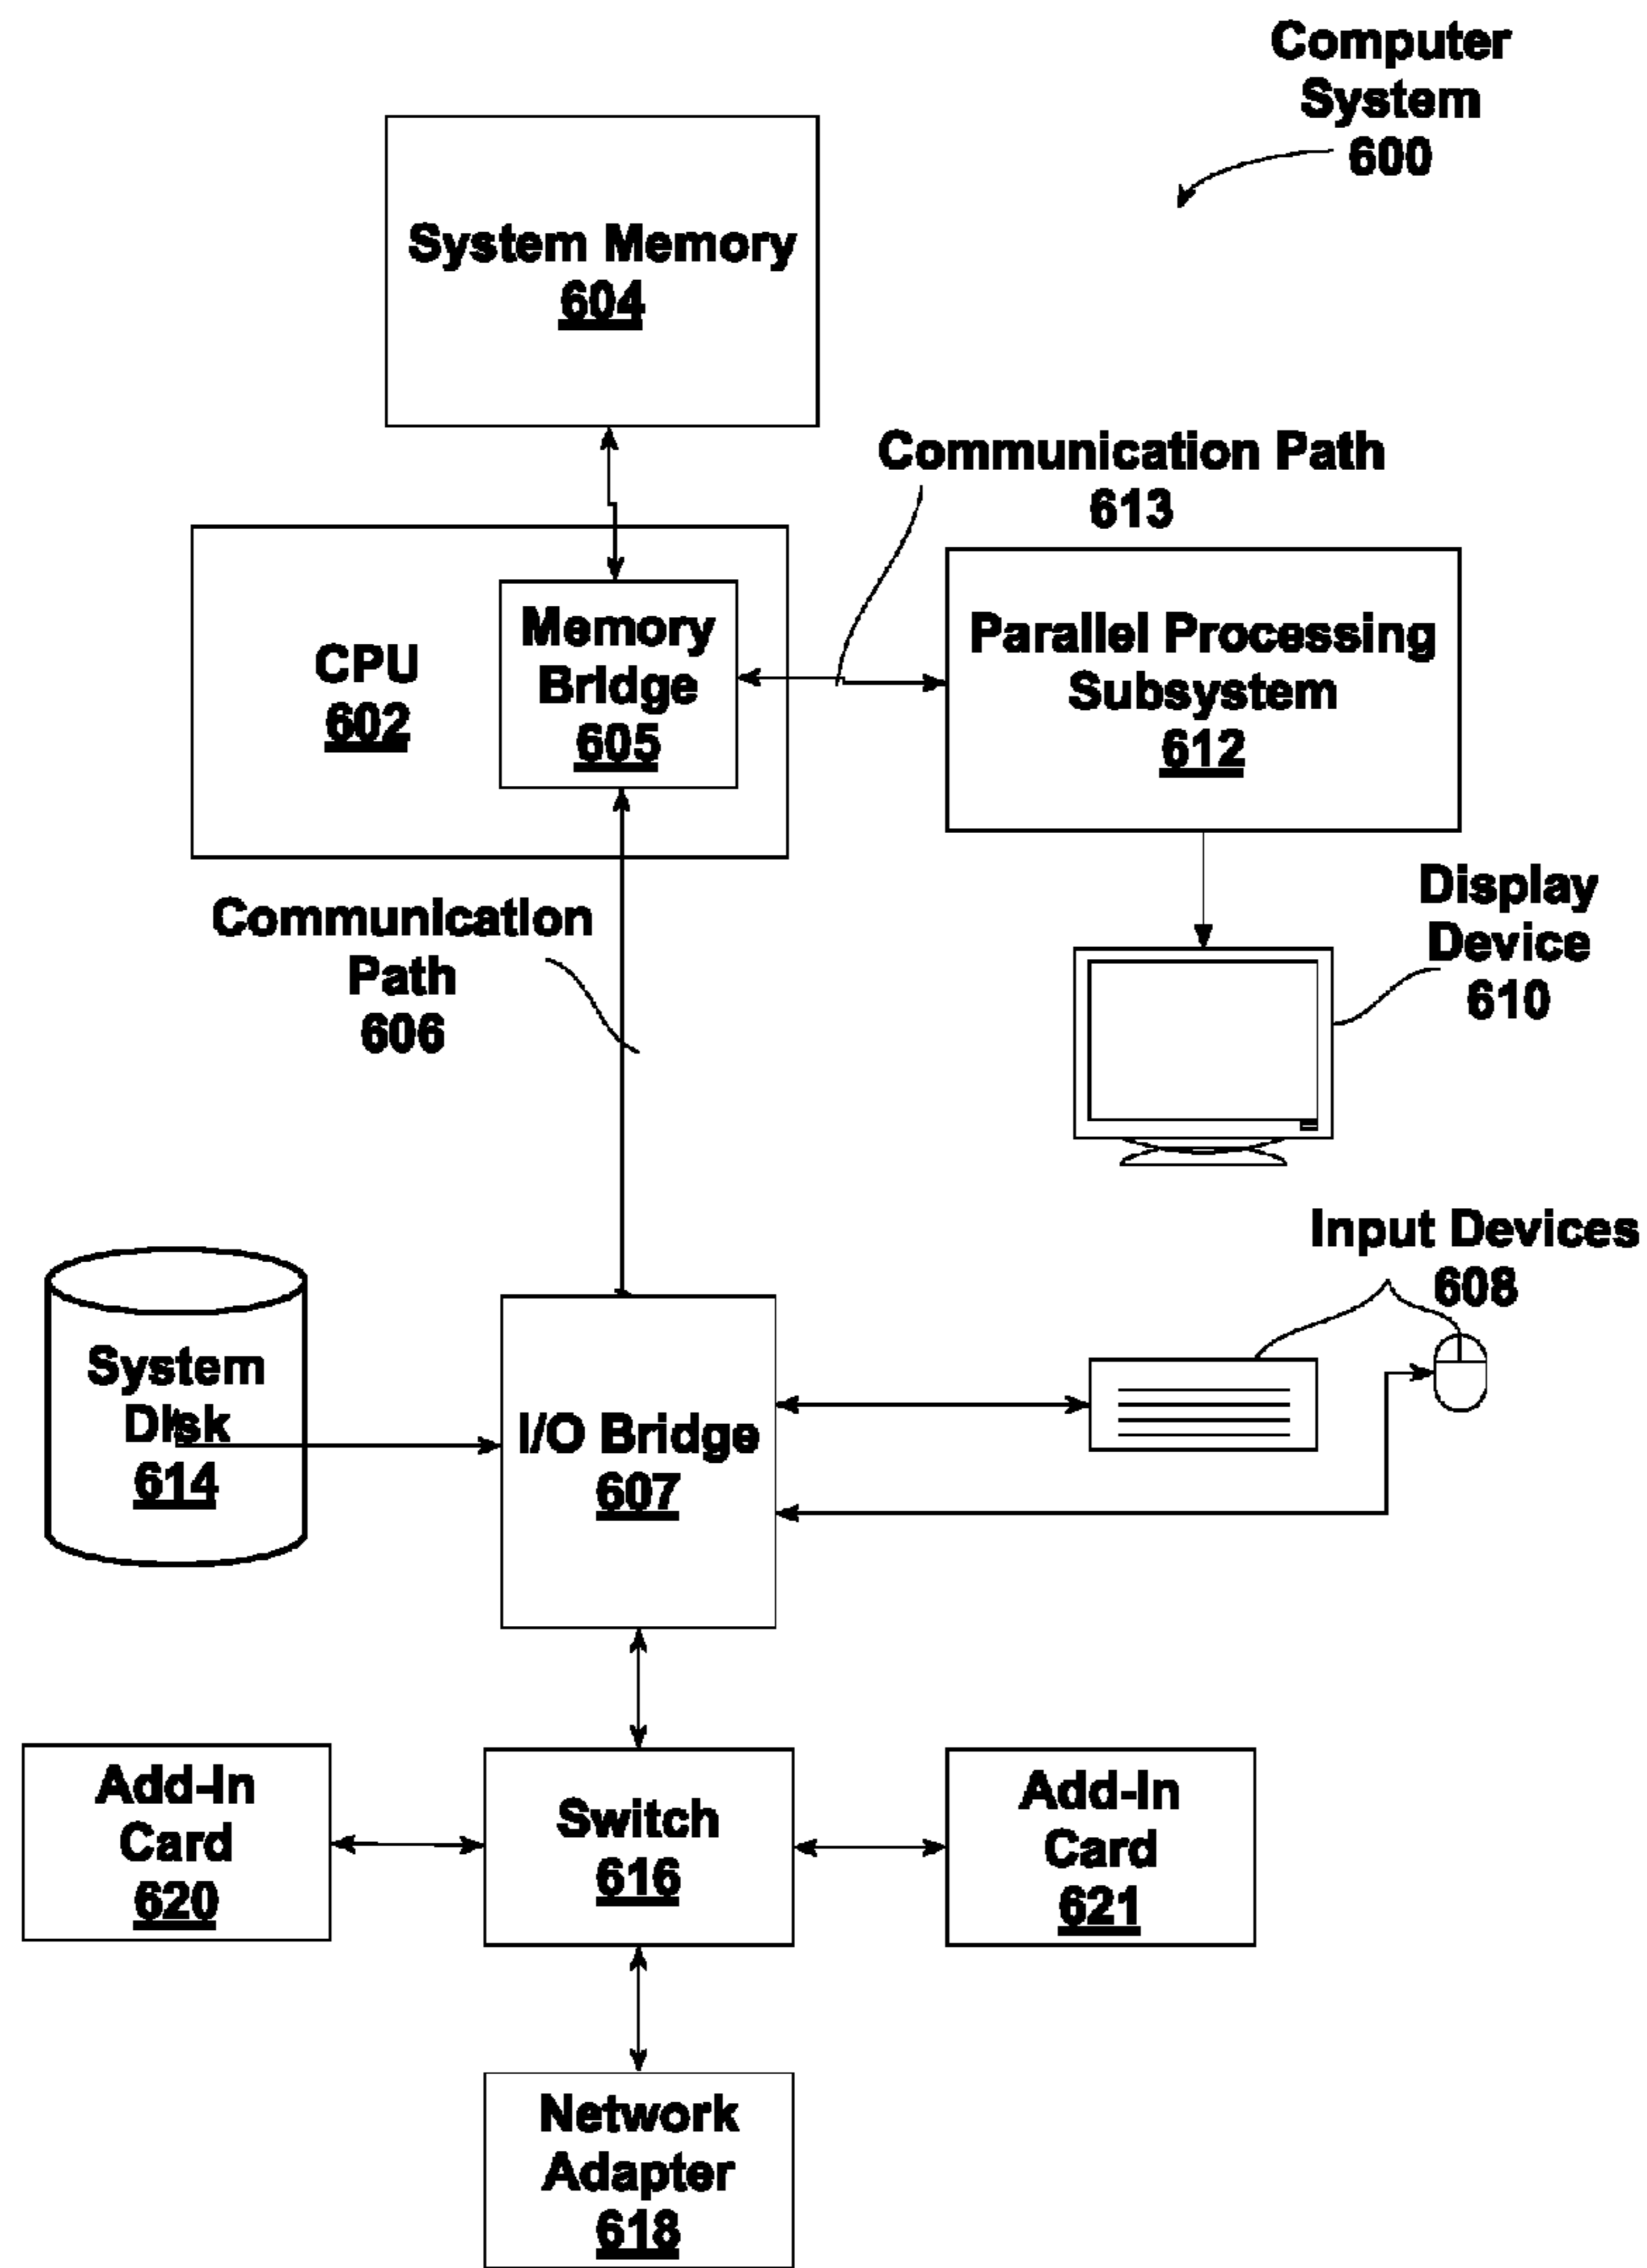 Computer
System
600
System Memory
604
Communication Path
613
CPU
602
Memory
Bridge
605
Parallel Processing
Subsystem
612
Communication
Path
606
Display
Device
610
Input Devices
608
System
Disk
614
I/O Bridge
607
Add-In
Card
620
Switch
616
Add-In
Card
621
Network
Adapter
618